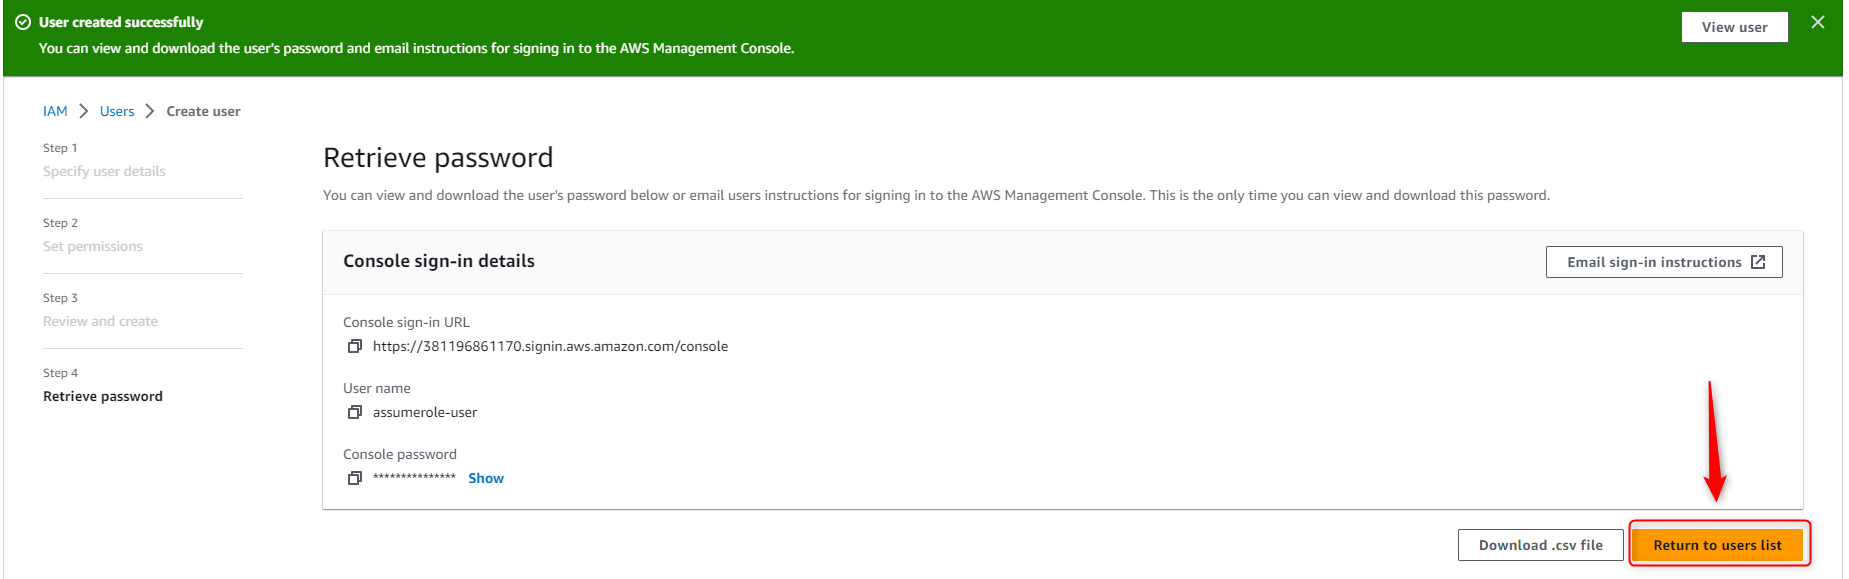 User created successfully
You can view and download the user's password and email instructions for signing in to the AWS Management Console.
View user
IAM > Users > Create user
Step 1
Specify user details
Step 2
Set permissions
Step 3
Review and create
Step 4
Retrieve password
Retrieve password
You can view and download the user's password below or email users instructions for signing in to the AWS Management Console. This is the only time you can view and download this password.
Console sign-in details
Email sign-in instructions
Console sign-in URL
https://381196861170.signin.aws.amazon.com/console
User name
assumerole-user
Console password
*************** Show
Download .csv file
Return to users list